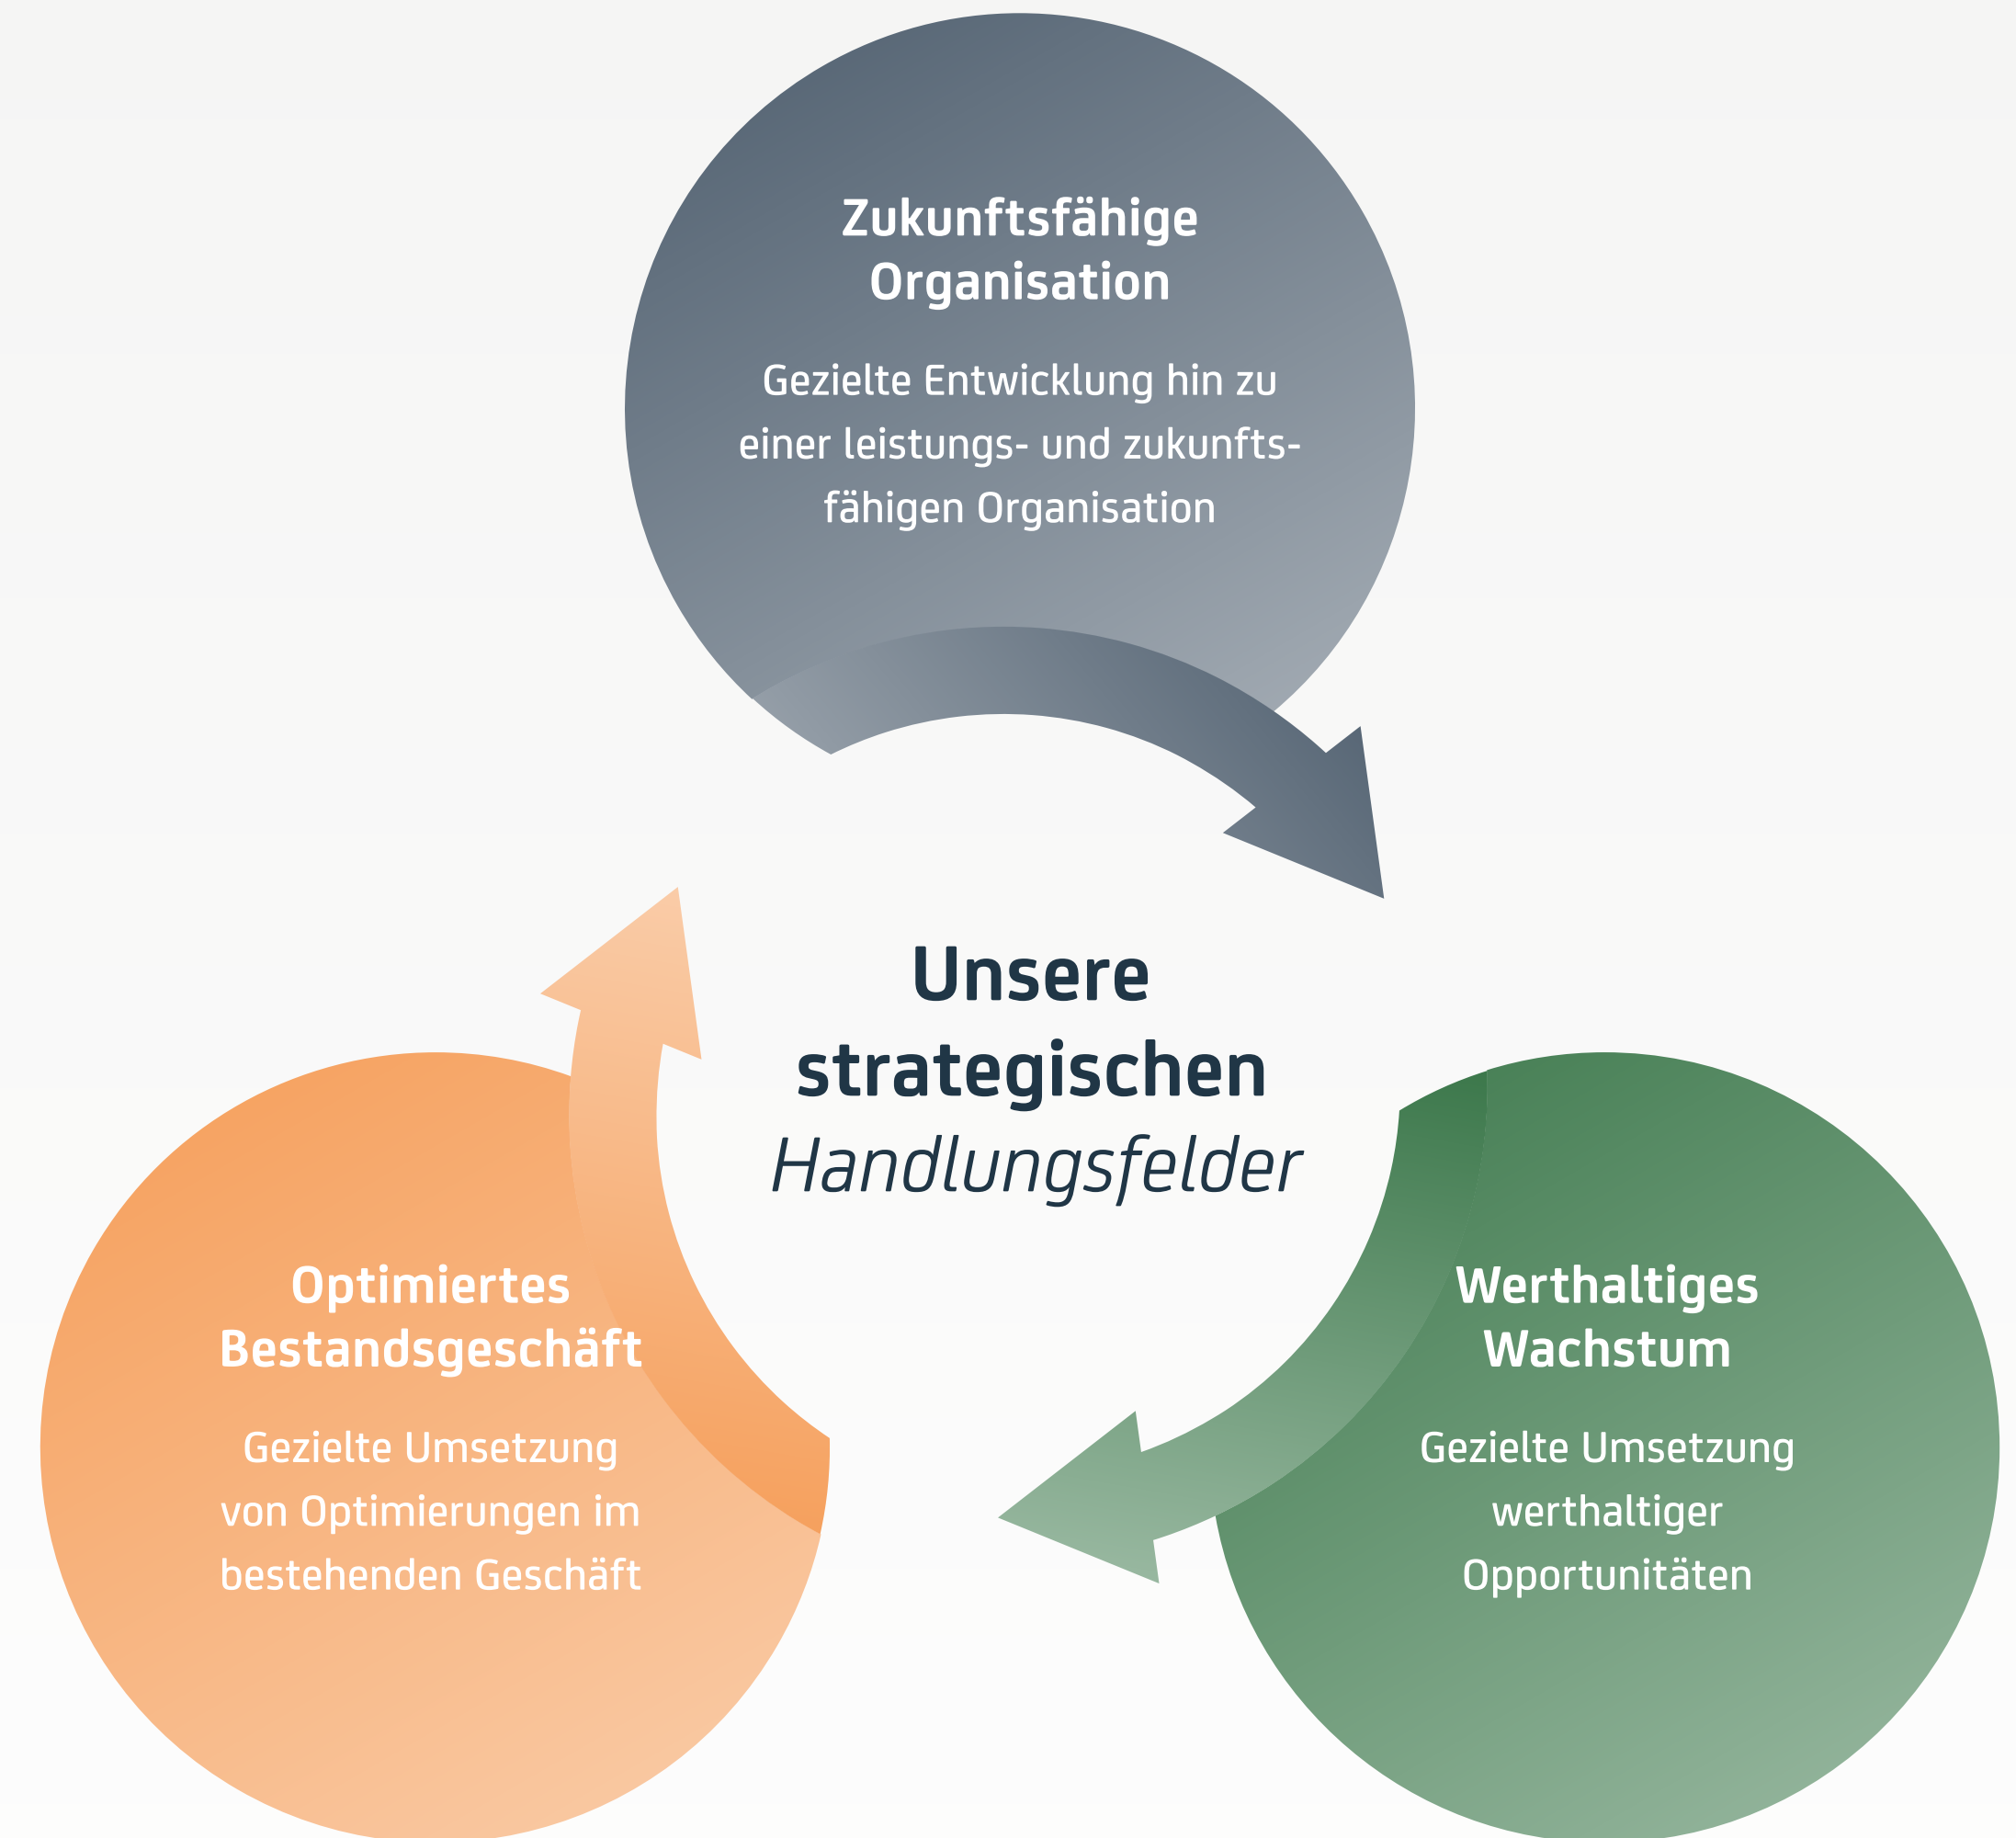 Zukunftsfähige
Organisation
Gezielte Entwicklung hin zu
einer leistungs- und zukunfts-
fähigen Organisation
Unsere
strategischen
Handlungsfelder
Optimiertes
Bestandsgeschäft
Gezielte Umsetzung
von Optimierungen im
bestehenden Geschäft
Werthaltiges
Wachstum
Gezielte Umsetzung
werthaltiger
Opportunitäten